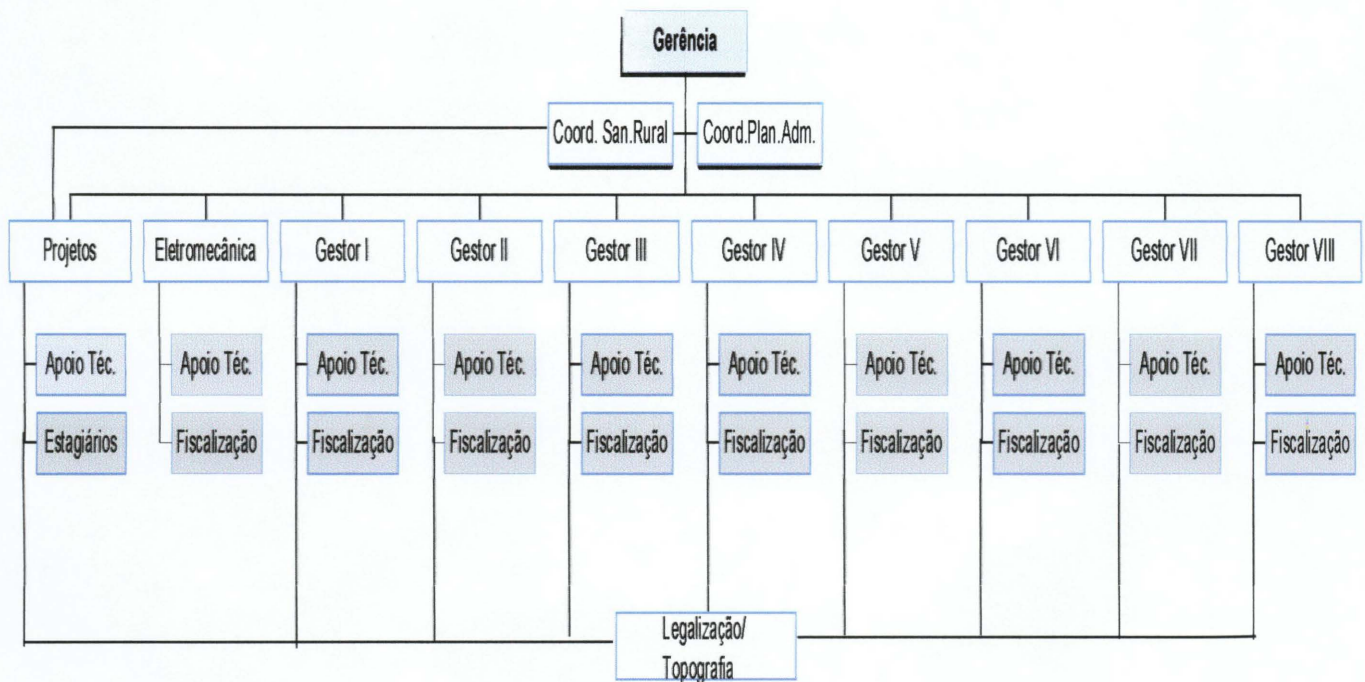 Gerência
Coord. San.Rural
Coord.Plan.Adm.
Projetos
Eletromecânica
Gestor I
Gestor II
Gestor III
Gestor IV
Gestor V
Gestor VI
Gestor VII
Gestor VIII
Apoio Téc.
Apoio Téc.
Apoio Téc.
Apoio Téc.
Apoio Téc.
Apoio Téc.
Apoio Téc.
Apoio Téc.
Apoio Téc.
Apoio Téc.
Estagiários
Fiscalização
Fiscalização
Fiscalização
Fiscalização
Fiscalização
Fiscalização
Fiscalização
Fiscalização
Fiscalização
Legalização/
Topografia